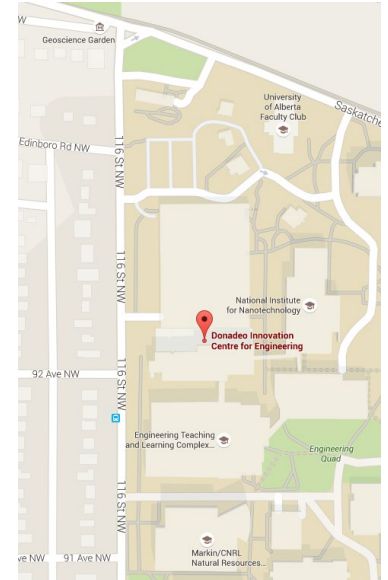 W
Geoscience Garden
University
of Alberta
Faculty Club
Saskatche
Edinboro Rd NW
116 St NW
116 St NW
National Institute
for Nanotechnology
Donadeo Innovation
Centre for Engineering
92 Ave NW
116 St NW
Engineering Teaching
and Learning Complex...
Engineering
Quad
116 St NW
Markin/CNRL
Natural Resources...
ve NW
91 Ave NW